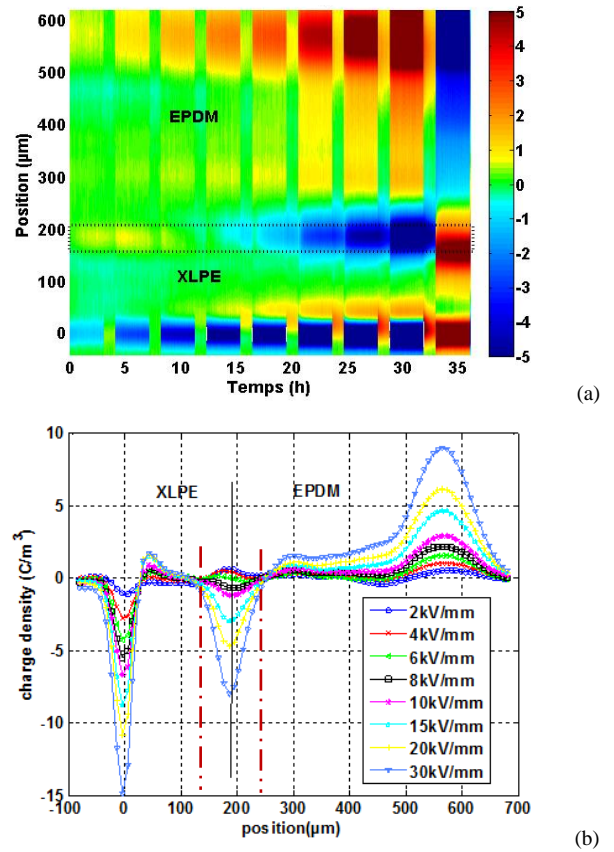 600
500
400
300
200
100
0
Position (µm)
EPDM
XLPE
0 5 10 15 20 25 30 35
Temps (h)
5
4
3
2
1
0
-1
-2
-3
-4
-5
(a)
10
5
0
-5
-10
-15
charge density (C/m³)
XLPE EPDM
2kV/mm
4kV/mm
6kV/mm
8kV/mm
10kV/mm
15kV/mm
20kV/mm
30kV/mm
-100 0 100 200 300 400 500 600 700
position(µm)
(b)